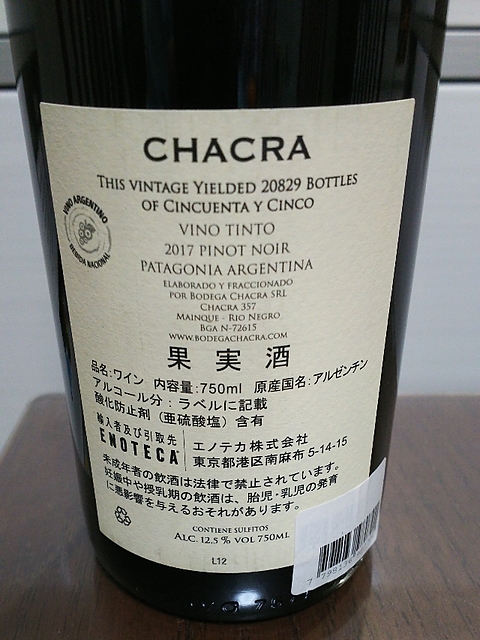 CHACRA
THIS VINTAGE YIELDED 20829 BOTTLES
OF CINCUENTA Y CINCO
VINO ARGENTINO
BEBIDA NACIONAL
VINO TINTO
2017 PINOT NOIR
PATAGONIA ARGENTINA
ELABORADO Y FRACCIONADO
POR BODEGA CHACRA SRL
CHACRA 357
MAINQUE - RIO NEGRO
BGA N-72615
WWW.BODEGACHACRA.COM
果実酒
品名:ワイン 内容量:750ml 原産国名:アルゼンチン
アルコール分:ラベルに記載
酸化防止剤(亜硫酸塩)含有
輸入者及び引取先
ENOTECA
エノテカ株式会社
東京都港区南麻布5-14-15
未成年者の飲酒は法律で禁止されています。
妊娠中や授乳期の飲酒は、胎児・乳児の発育
に悪影響を与えるおそれがあります。
CONTIENE SULFITOS
ALC. 12.5 % VOL 750ML
L12